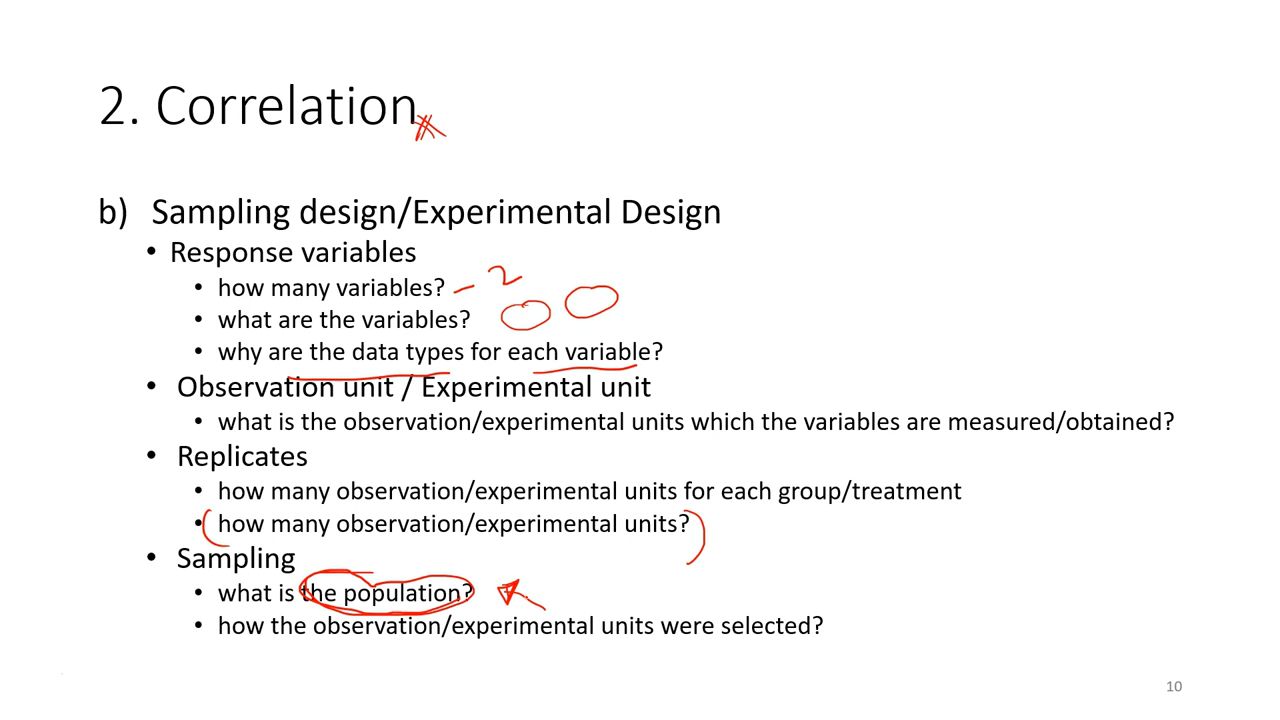 2. Correlation
b) Sampling design/Experimental Design
• Response variables
• how many variables? – 2
• what are the variables?
• why are the data types for each variable?
• Observation unit / Experimental unit
• what is the observation/experimental units which the variables are measured/obtained?
• Replicates
• how many observation/experimental units for each group/treatment
• how many observation/experimental units?
• Sampling
• what is the population?
• how the observation/experimental units were selected?
10